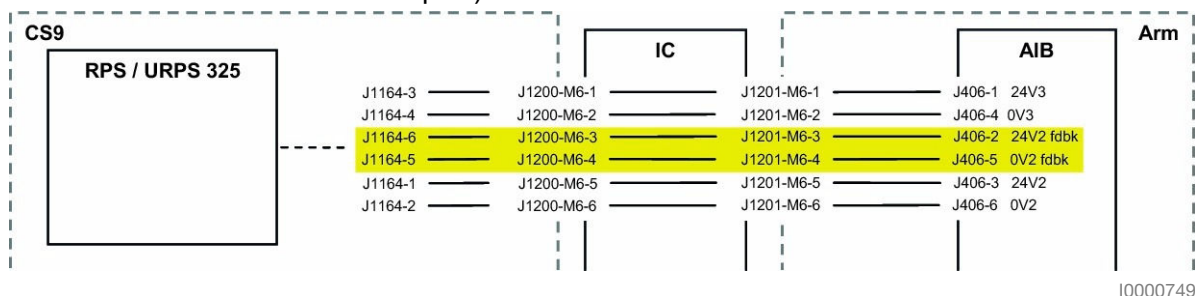 CS9
RPS / URPS 325
IC
AIB
Arm
J1164-3 J1200-M6-1 J1201-M6-1 J406-1 24V3
J1164-4 J1200-M6-2 J1201-M6-2 J406-4 0V3
J1164-6 J1200-M6-3 J1201-M6-3 J406-2 24V2 fdbk
J1164-5 J1200-M6-4 J1201-M6-4 J406-5 0V2 fdbk
J1164-1 J1200-M6-5 J1201-M6-5 J406-3 24V2
J1164-2 J1200-M6-6 J1201-M6-6 J406-6 0V2
I0000749